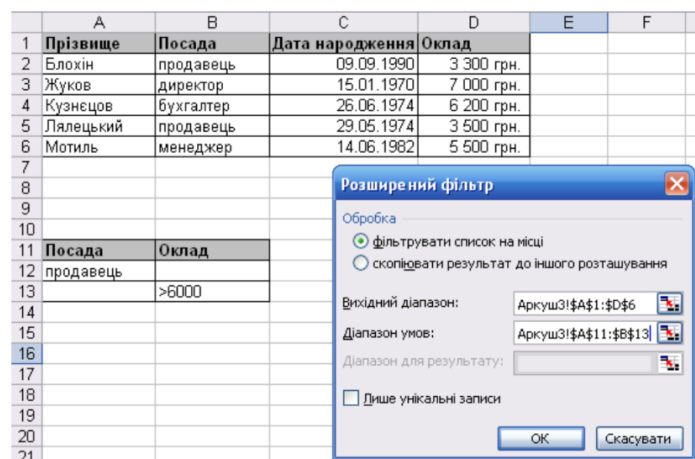 A B C D E F
1 Прізвище Посада Дата народження Оклад
2 Блохін продавець 09.09.1990 3 300 грн.
3 Жуков директор 15.01.1970 7 000 грн.
4 Кузнєцов бухгалтер 26.06.1974 6 200 грн.
5 Лялецький продавець 29.05.1974 3 500 грн.
6 Мотиль менеджер 14.06.1982 5 500 грн.
7
8
9
10
11 Посада Оклад
12 продавець
13 >6000
14
15
16
17
18
19
20
21
Розширений фільтр
Обробка
фільтрувати список на місці
скопіювати результат до іншого розташування
Вихідний діапазон: Аркуш3!$A$1:$D$6
Діапазон умов: Аркуш3!$A$11:$B$13
Діапазон для результату:
Лише унікальні записи
ОК Скасувати